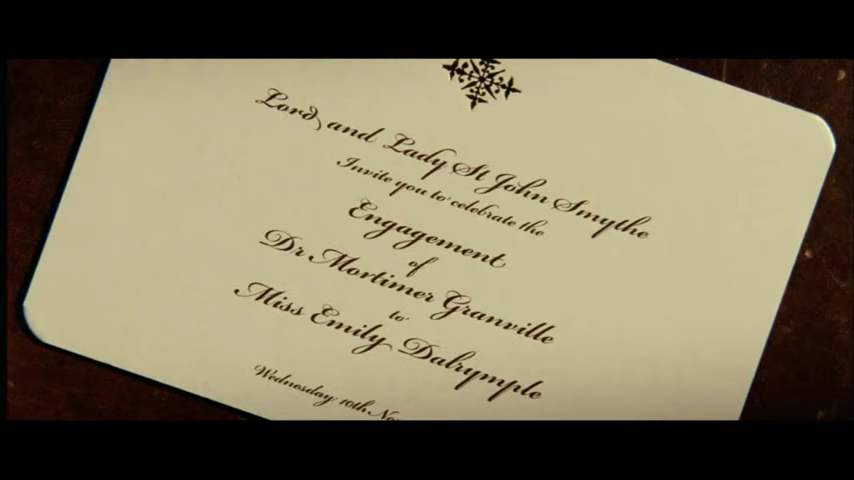 Lord and Lady St John Smythe
Invite you to celebrate the
Engagement
of
Dr Mortimer Granville
to
Miss Emily Dalrymple
Wednesday 10th